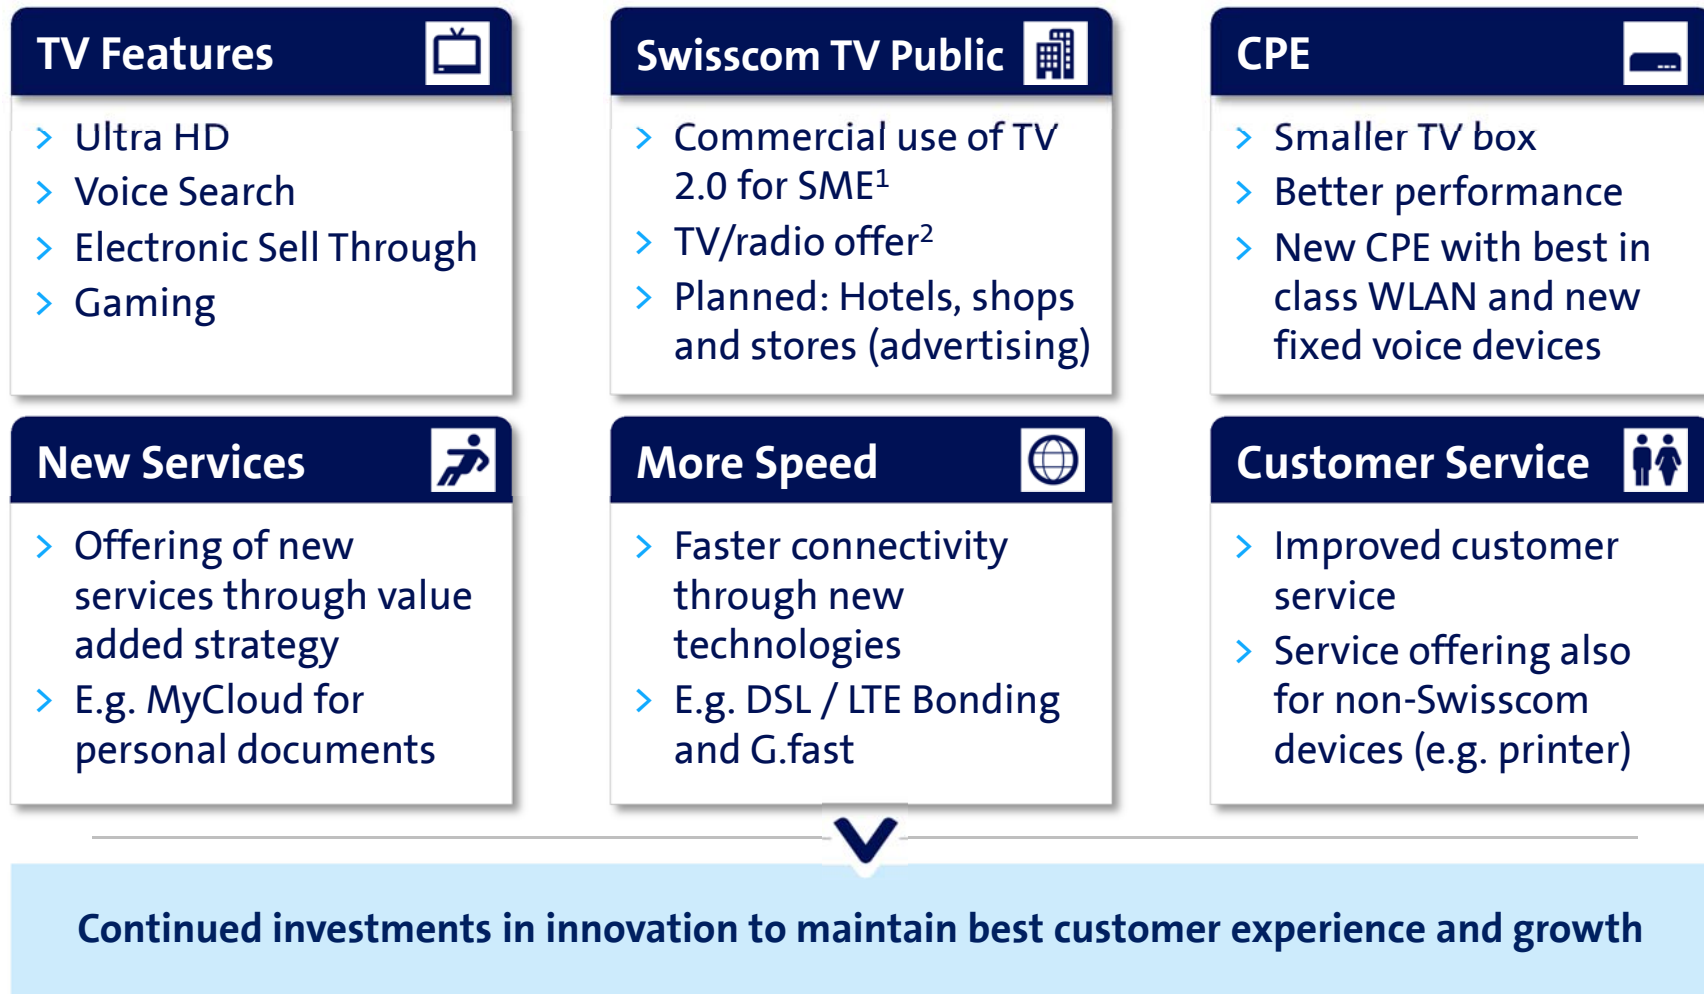 TV Features
> Ultra HD
> Voice Search
> Electronic Sell Through
> Gaming
Swisscom TV Public
> Commercial use of TV
2.0 for SME¹
> TV/radio offer²
> Planned: Hotels, shops
and stores (advertising)
CPE
> Smaller TV box
> Better performance
> New CPE with best in
class WLAN and new
fixed voice devices
New Services
> Offering of new
services through value
added strategy
> E.g. MyCloud for
personal documents
More Speed
> Faster connectivity
through new
technologies
> E.g. DSL / LTE Bonding
and G.fast
Customer Service
> Improved customer
service
> Service offering also
for non-Swisscom
devices (e.g. printer)
Continued investments in innovation to maintain best customer experience and growth